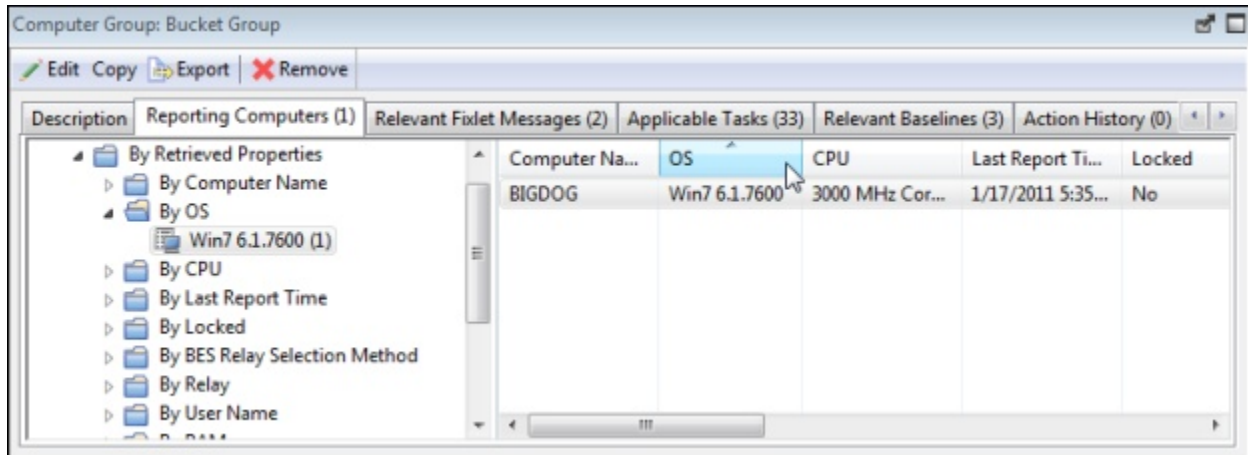 Computer Group: Bucket Group
Edit Copy Export Remove
Description Reporting Computers (1) Relevant Fixlet Messages (2) Applicable Tasks (33) Relevant Baselines (3) Action History (0)
By Retrieved Properties
By Computer Name
By OS
Win7 6.1.7600 (1)
By CPU
By Last Report Time
By Locked
By BES Relay Selection Method
By Relay
By User Name
Computer Na... OS CPU Last Report Ti... Locked
BIGDOG Win7 6.1.7600 3000 MHz Cor... 1/17/2011 5:35... No